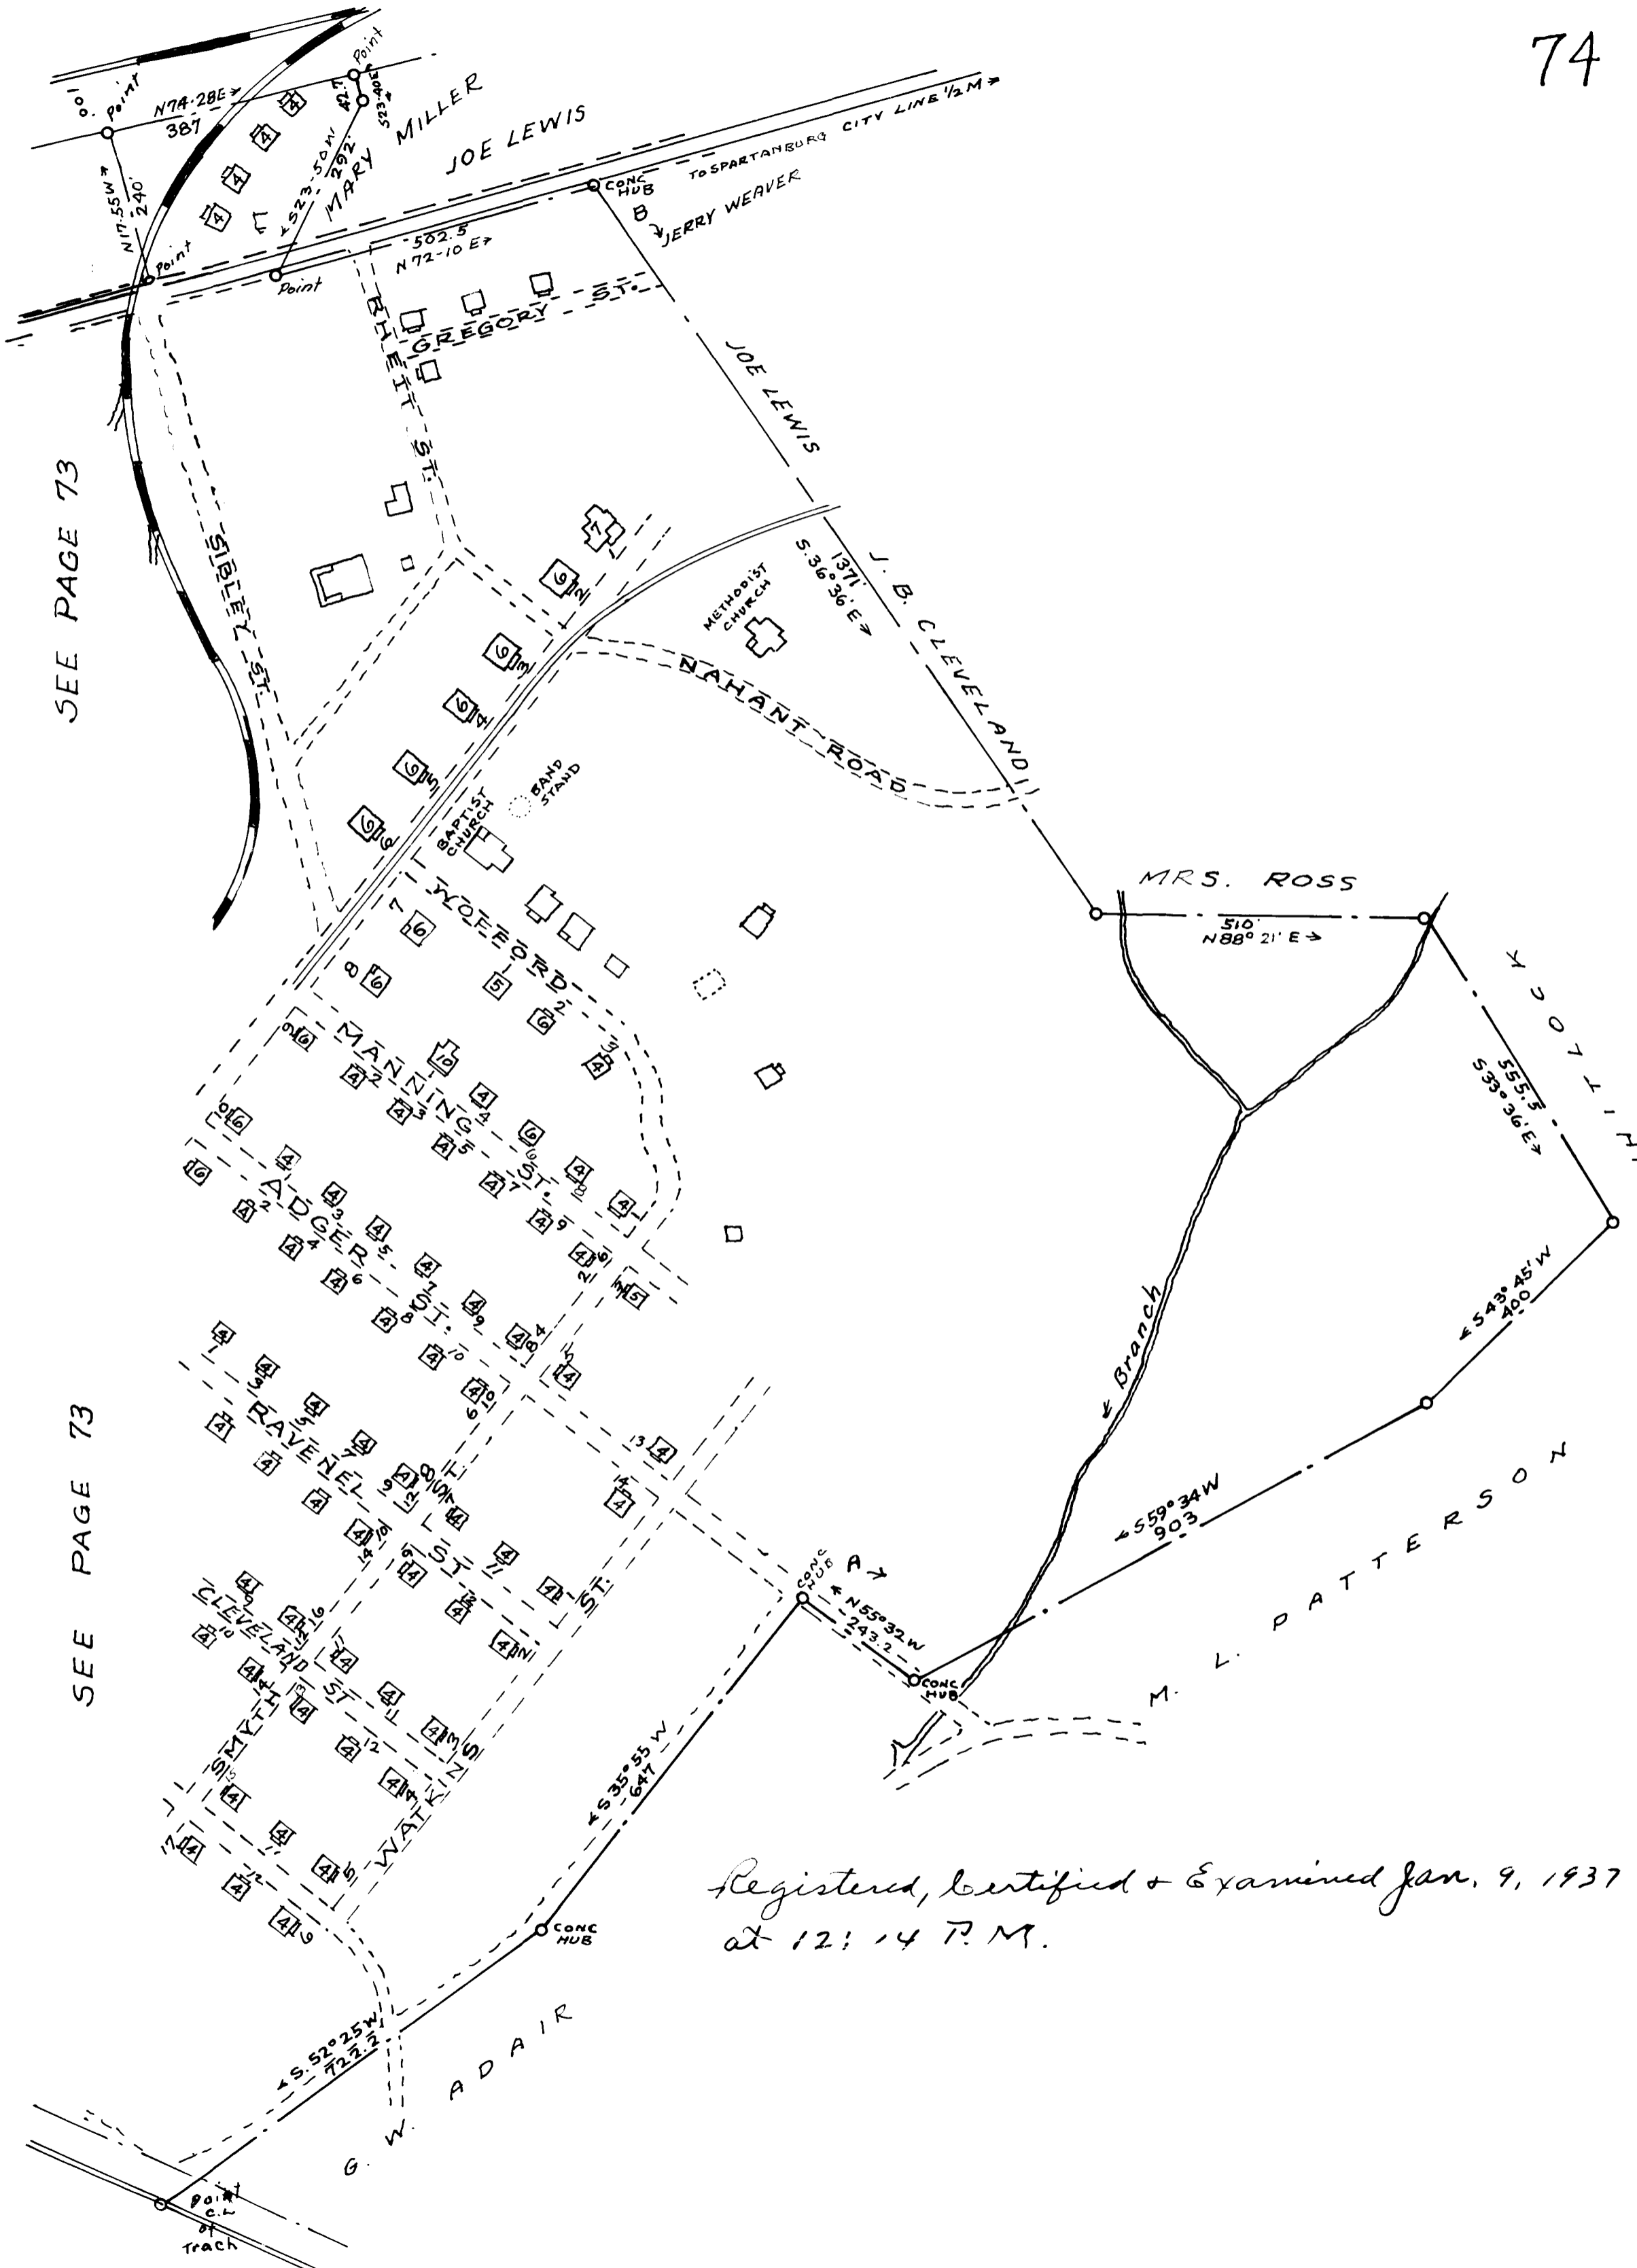 74
100.
Point
N74-28E→
387
Point
42.7
MARY MILLER
JOE LEWIS
N17-55W→
240'
←S23-50W
292'
Point
Point
502.5
N72-10 E→
CONC
HUB
TO SPARTANBURG CITY LINE ½ M→
B
JERRY WEAVER
RHETT ST.
GREGORY ST.
JOE LEWIS
SEE PAGE 73
SIBLEY ST.
METHODIST
CHURCH
1371'
S.36°36'E→
J. B. CLEVELAND
NAHANT ROAD
BAND
STAND
BAPTIST
CHURCH
WOFFORD
MRS. ROSS
510'
N88°21'E→
555.5
S33°36'E→
MANNING ST.
ADGER ST.
←S43°45'W
400
← Branch
SEE PAGE 73
RAVENEL ST
←S59°34W
903
M. L. PATTERSON
CONC
HUB
A→
←N55°32W
243.2
CONC
HUB
CLEVELAND ST
SMYTH ST.
WATKINS ST.
←S35°55 W
647
Registered, Certified + Examined Jan. 9, 1937
at 12:14 P.M.
CONC
HUB
←S.52°25W
722.2
G. W. ADAIR
Point
C.L
of
Trach